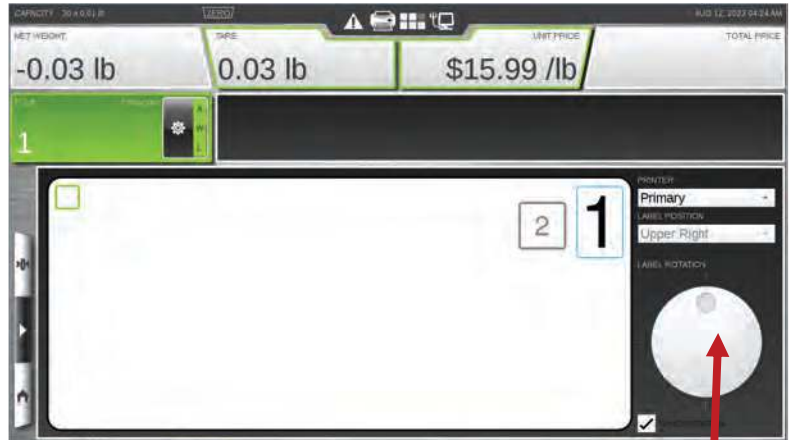 CAPACITY 30 x 0.01 lb
[ZERO]
AUG 12, 2023 04:24 AM
NET WEIGHT
-0.03 lb
TARE
0.03 lb
UNIT PRICE
$15.99 /lb
TOTAL PRICE
1
2
1
PRINTER
Primary
LABEL POSITION
Upper Right
LABEL ROTATION